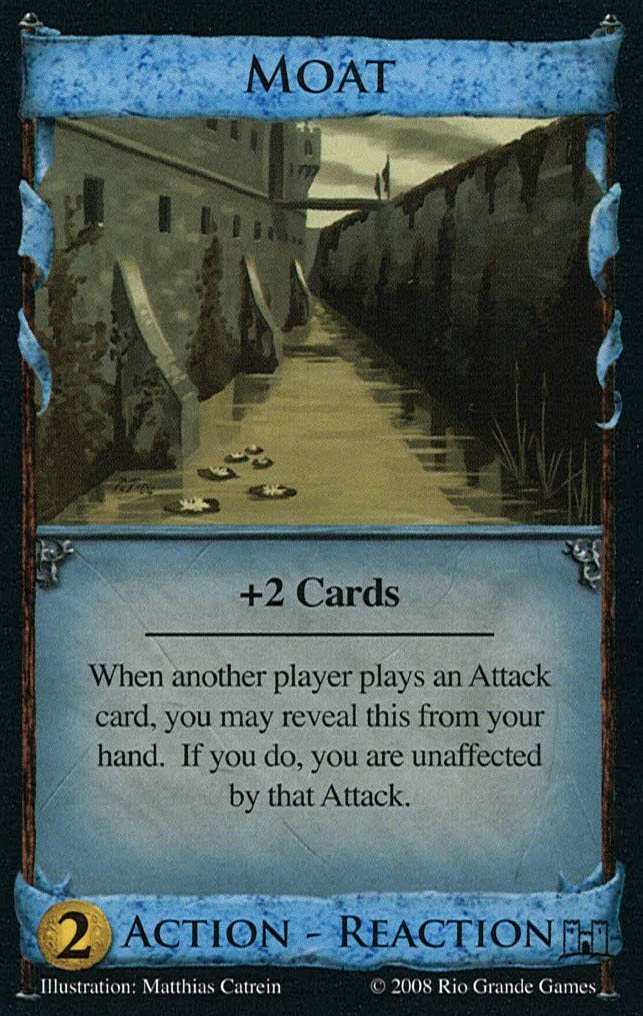 MOAT
+2 Cards
When another player plays an Attack
card, you may reveal this from your
hand. If you do, you are unaffected
by that Attack.
2 ACTION - REACTION
Illustration: Matthias Catrein © 2008 Rio Grande Games